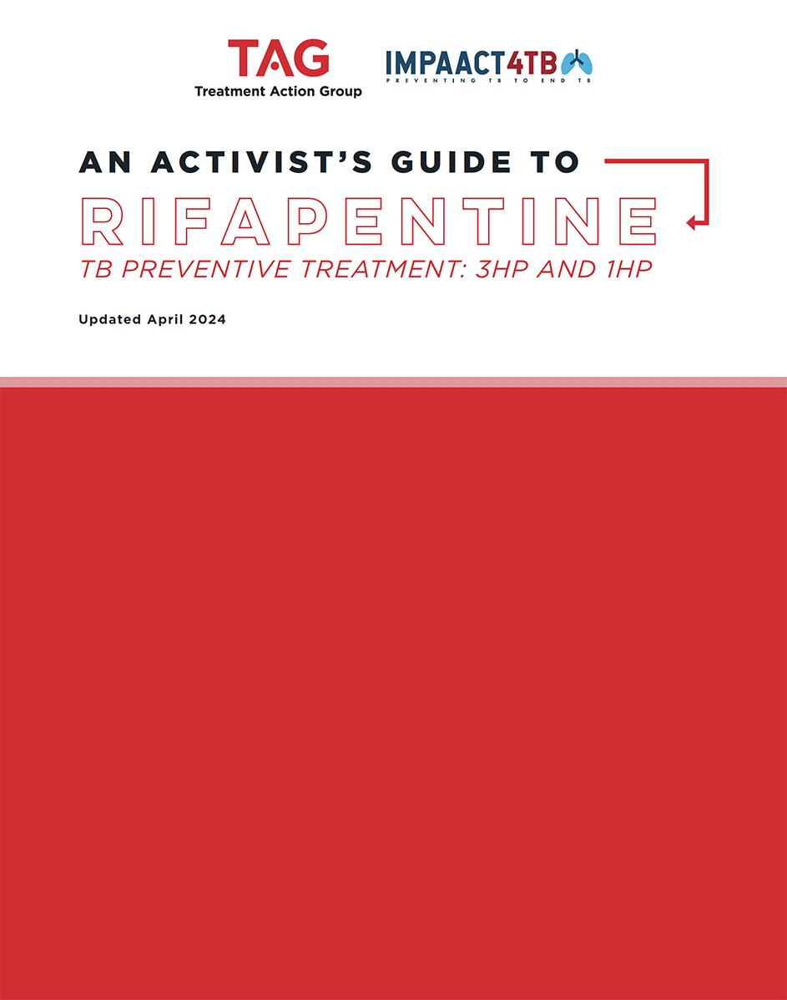 TAG
Treatment Action Group
IMPAACT4TB
PREVENTING TB TO END TB
AN ACTIVIST’S GUIDE TO
RIFAPENTINE
TB PREVENTIVE TREATMENT: 3HP AND 1HP
Updated April 2024